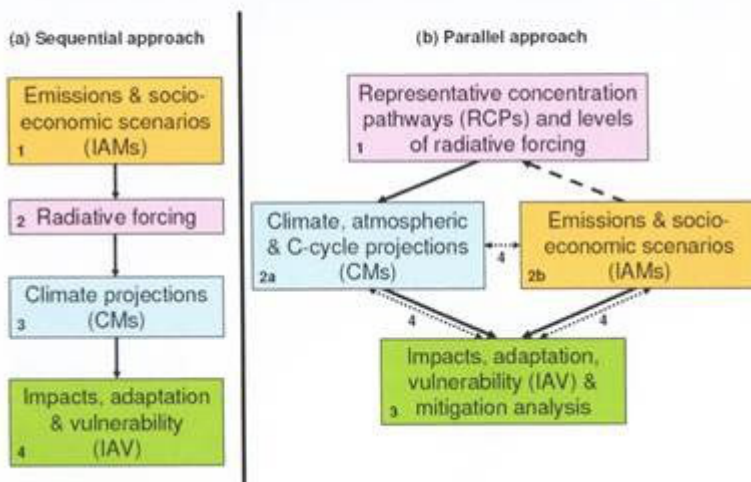 (a) Sequential approach
Emissions & socio-
economic scenarios
(IAMs)
1
2 Radiative forcing
Climate projections
(CMs)
3
Impacts, adaptation
& vulnerability
(IAV)
4
(b) Parallel approach
Representative concentration
pathways (RCPs) and levels
of radiative forcing
1
Climate, atmospheric
& C-cycle projections
(CMs)
2a
4
Emissions & socio-
economic scenarios
(IAMs)
2b
4
4
Impacts, adaptation,
vulnerability (IAV) &
mitigation analysis
3